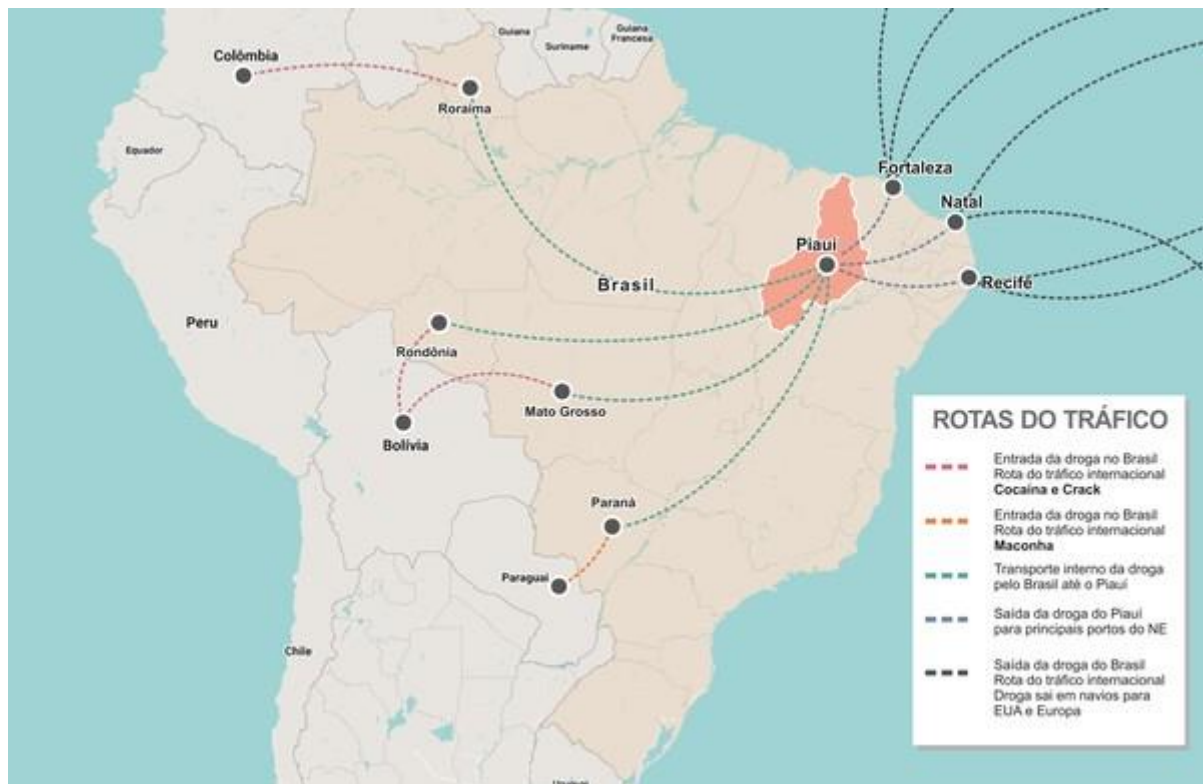 Colômbia
Guiana
Suriname
Guiana
Francesa
Roraima
Equador
Fortaleza
Natal
Piauí
Brasil
Recife
Peru
Rondônia
Mato Grosso
Bolívia
Paraná
Paraguai
Chile
ROTAS DO TRÁFICO
Entrada da droga no Brasil
Rota do tráfico internacional
Cocaína e Crack
Entrada da droga no Brasil
Rota do tráfico internacional
Maconha
Transporte interno da droga
pelo Brasil até o Piauí
Saída da droga do Piauí
para principais portos do NE
Saída da droga do Brasil
Rota do tráfico internacional
Droga sai em navios para
EUA e Europa